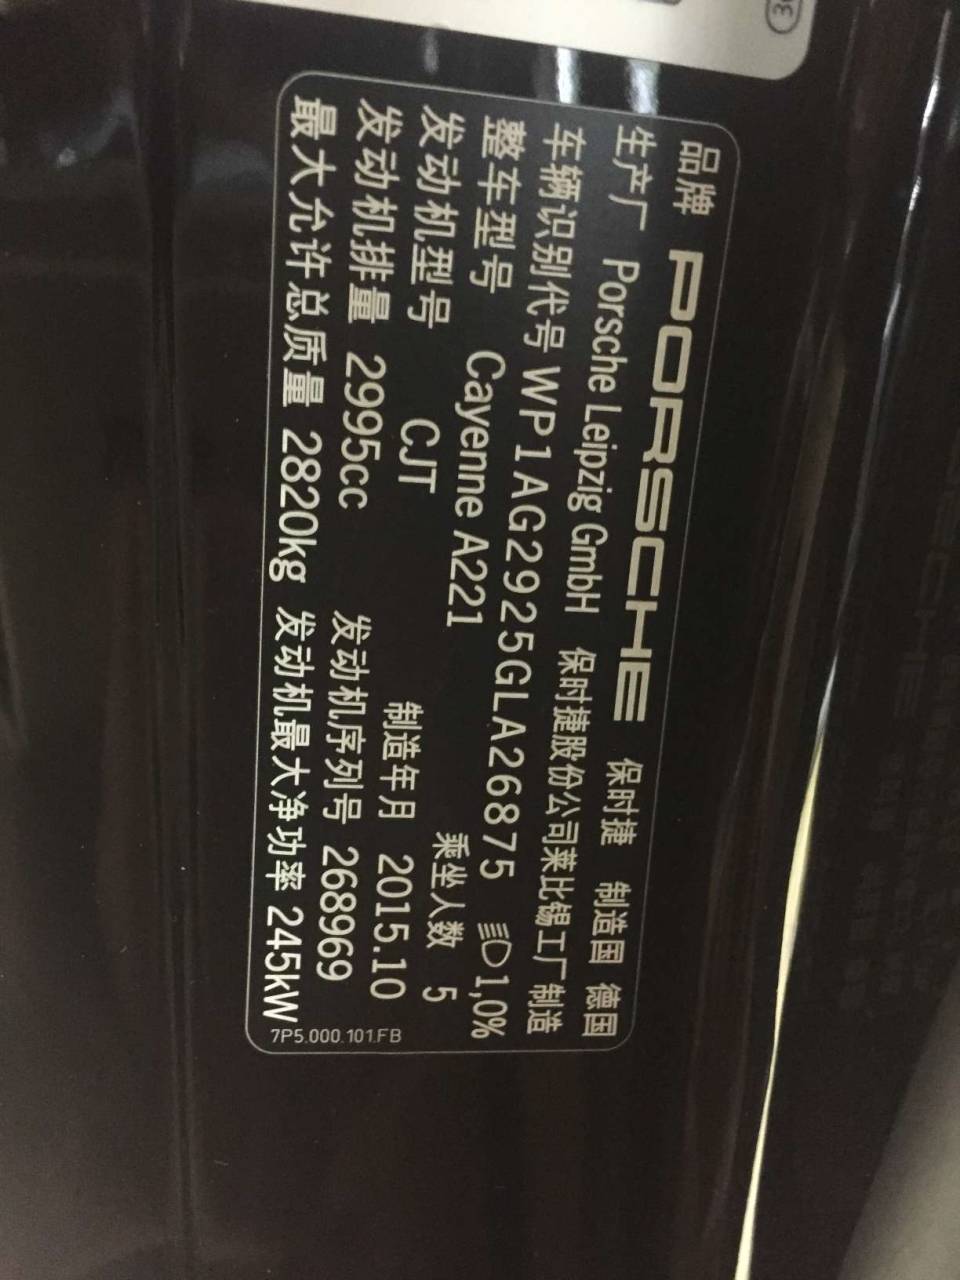 品牌 PORSCHE 保时捷 制造国 德国
生产厂 Porsche Leipzig GmbH 保时捷股份公司莱比锡工厂制造
车辆识别代号 WP1AG2925GLA26875 1,0%
整车型号 Cayenne A221 乘坐人数 5
发动机型号 CJT 制造年月 2015.10
发动机排量 2995cc 发动机序列号 268969
最大允许总质量 2820kg 发动机最大净功率 245kW
7P5.000.101.FB